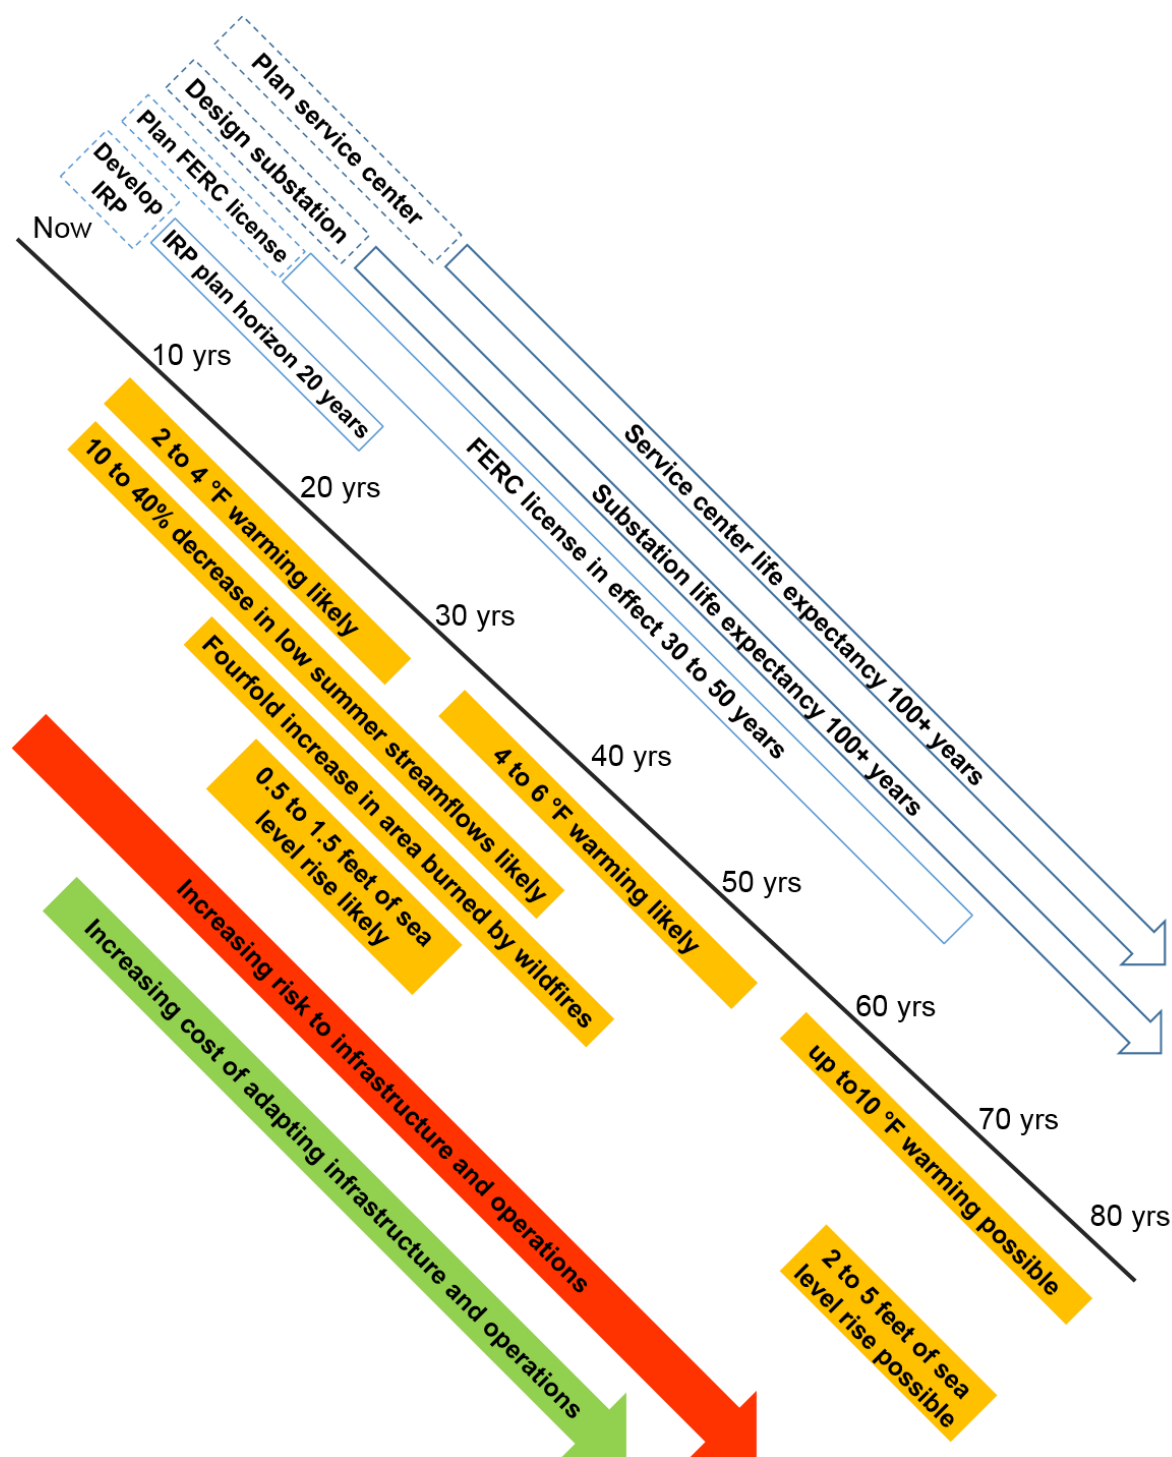 Plan service center
Design substation
Plan FERC license
Develop
IRP
Now
IRP plan horizon 20 years
10 yrs
20 yrs
30 yrs
40 yrs
50 yrs
60 yrs
70 yrs
80 yrs
Service center life expectancy 100+ years
Substation life expectancy 100+ years
FERC license in effect 30 to 50 years
2 to 4 °F warming likely
10 to 40% decrease in low summer streamflows likely
Fourfold increase in area burned by wildfires
0.5 to 1.5 feet of sea
level rise likely
4 to 6 °F warming likely
up to10 °F warming possible
2 to 5 feet of sea
level rise possible
Increasing risk to infrastructure and operations
Increasing cost of adapting infrastructure and operations